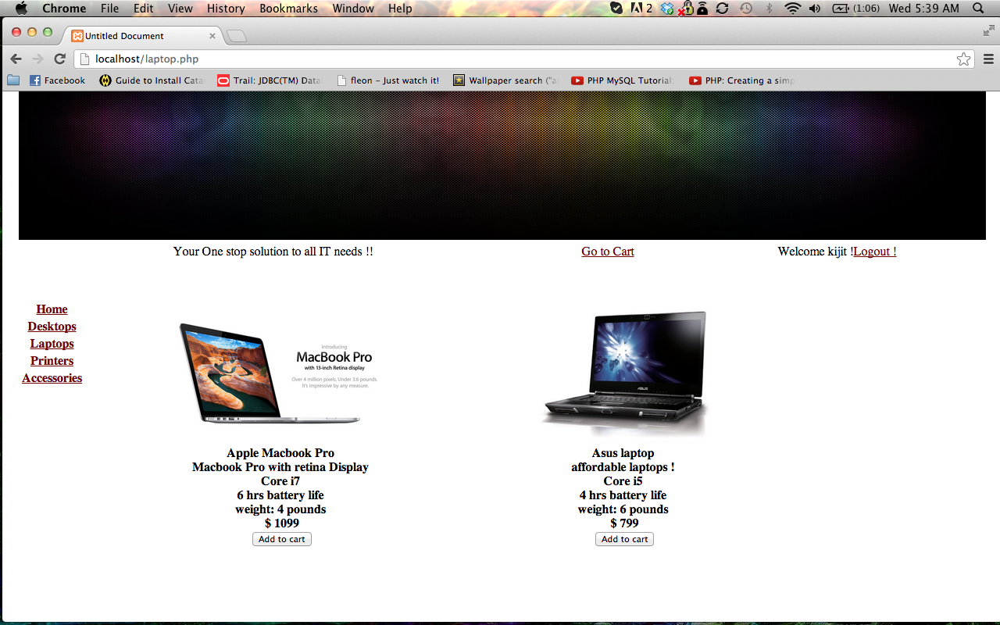 Chrome File Edit View History Bookmarks Window Help 2 (1:06) Wed 5:39 AM
Untitled Document
localhost/laptop.php
Facebook Guide to Install Cata Trail: JDBC(TM) Data fleon – Just watch it! Wallpaper search ("a PHP MySQL Tutorial: PHP: Creating a simp
Your One stop solution to all IT needs !! Go to Cart Welcome kijit !Logout !
Home
Desktops
Laptops
Printers
Accessories
Introducing
MacBook Pro
with 13-inch Retina display
Over 4 million pixels. Under 3.6 pounds.
It's impressive by any measure.
Apple Macbook Pro
Macbook Pro with retina Display
Core i7
6 hrs battery life
weight: 4 pounds
$ 1099
Add to cart
ASUS
Asus laptop
affordable laptops !
Core i5
4 hrs battery life
weight: 6 pounds
$ 799
Add to cart